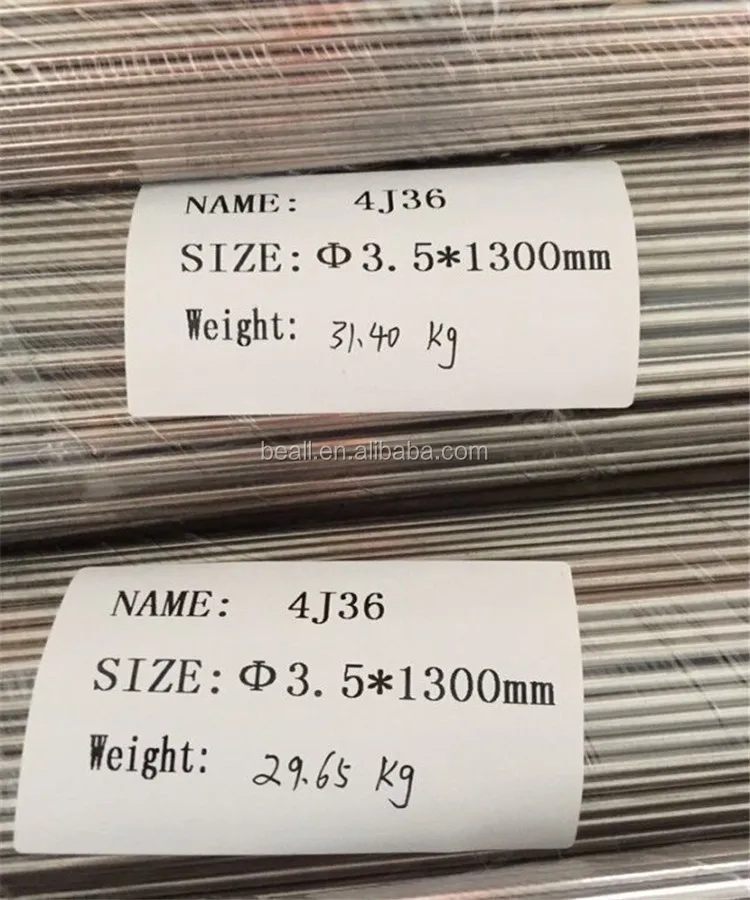 NAME: 4J36
SIZE: Φ3.5*1300mm
Weight: 31.40 Kg
beall.en.alibaba.com
NAME: 4J36
SIZE: Φ3.5*1300mm
Weight: 29.65 Kg